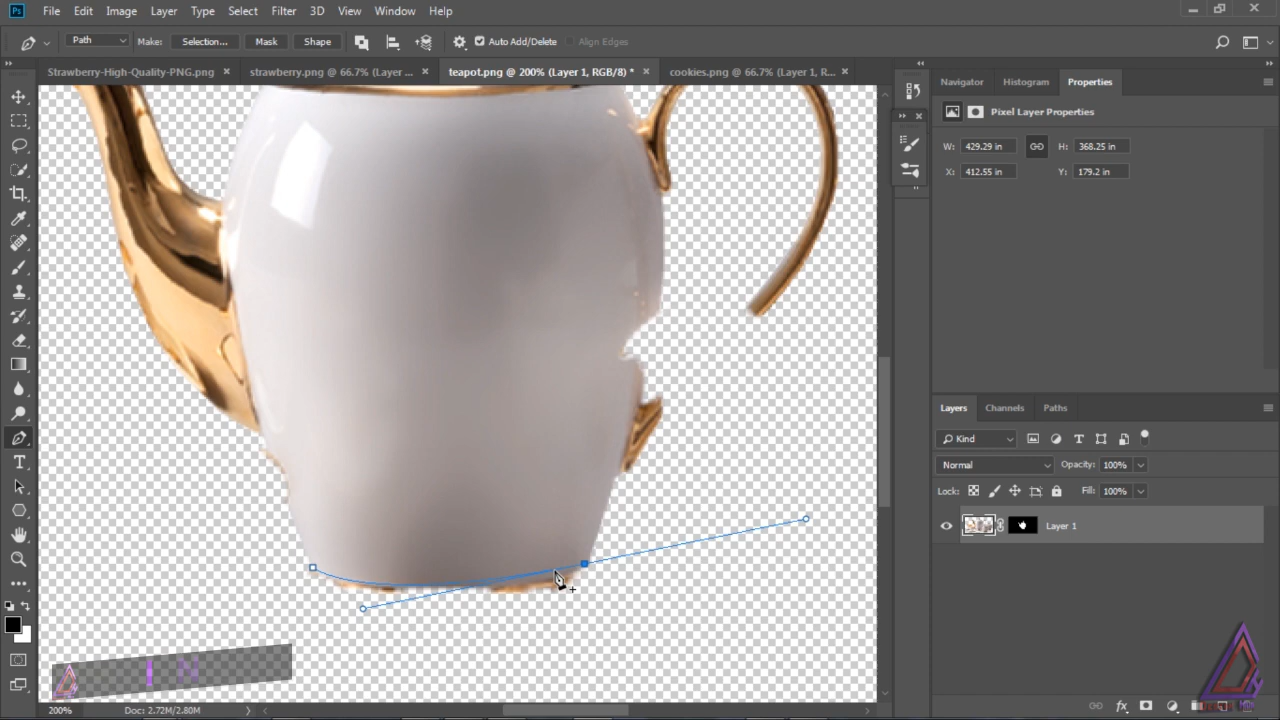 Ps File Edit Image Layer Type Select Filter 3D View Window Help
Path Make: Selection... Mask Shape Auto Add/Delete Align Edges
Strawberry-High-Quality-PNG.png strawberry.png @ 66.7% (Layer ... teapot.png @ 200% (Layer 1, RGB/8) * cookies.png @ 66.7% (Layer 1, R...
Navigator Histogram Properties
Pixel Layer Properties
W: 429.29 in H: 368.25 in
X: 412.55 in Y: 179.2 in
Layers Channels Paths
Kind
Normal Opacity: 100%
Lock: Fill: 100%
Layer 1
I N
200% Doc: 2.72M/2.80M